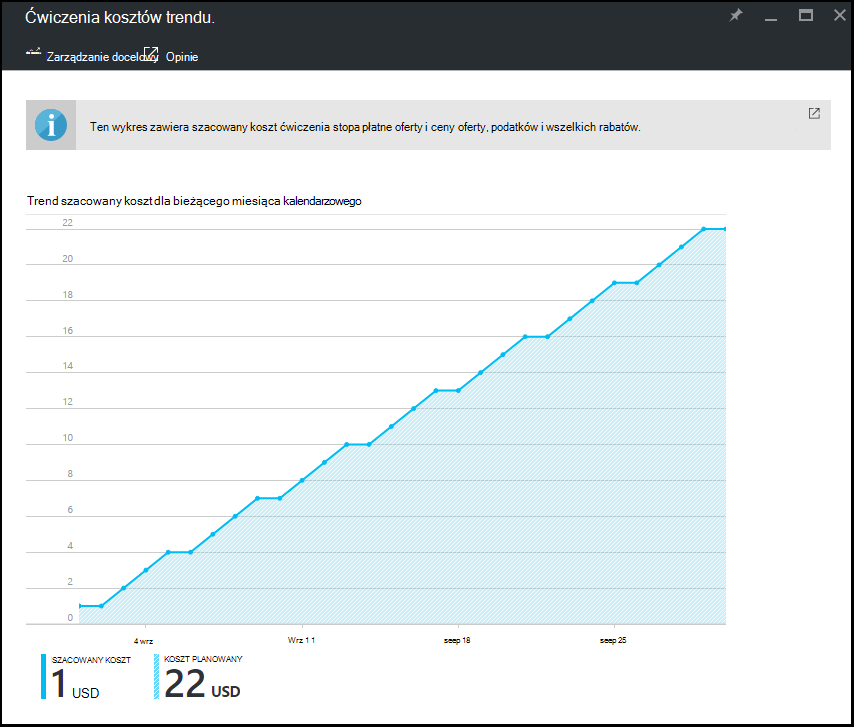 Ćwiczenia kosztów trendu.
Zarządzanie docelowy Opinie
Ten wykres zawiera szacowany koszt ćwiczenia stopa płatne oferty i ceny oferty, podatków i wszelkich rabatów.
Trend szacowany koszt dla bieżącego miesiąca kalendarzowego
22
20
18
16
14
12
10
8
6
4
2
0
4 wrz Wrz 1 1 seep 18 seep 25
SZACOWANY KOSZT KOSZT PLANOWANY
1 USD 22 USD